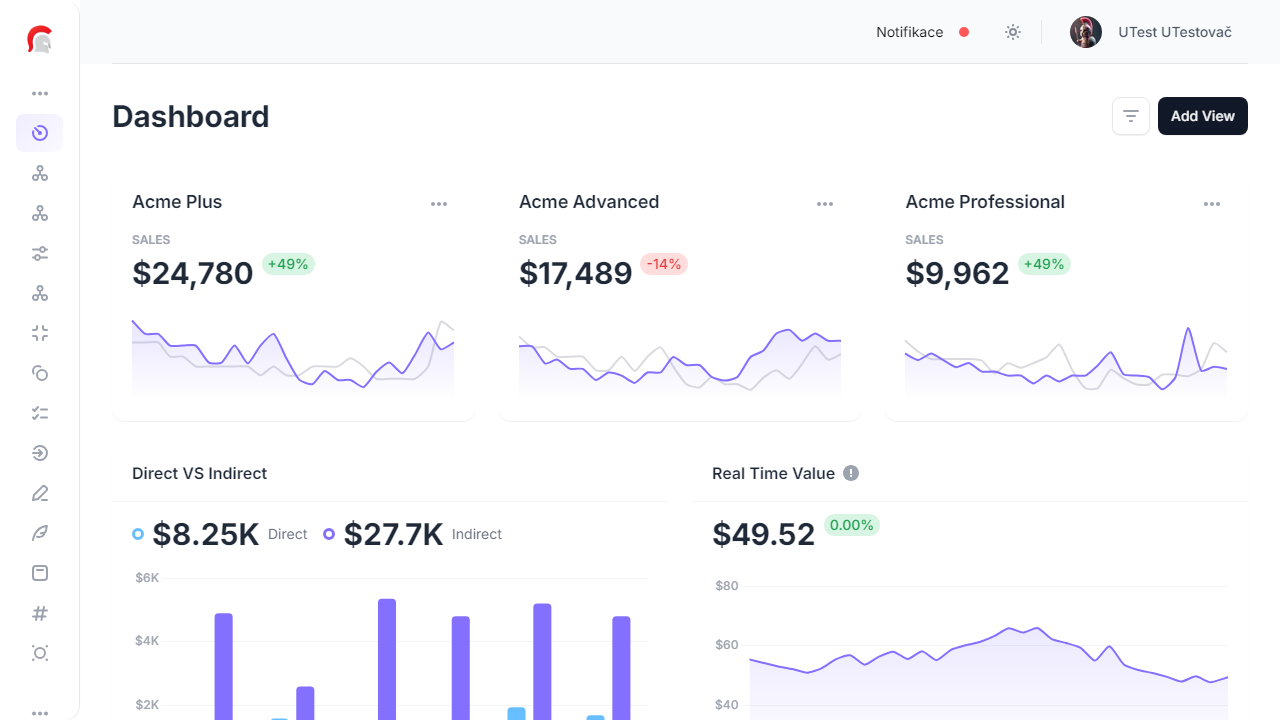 Notifikace
UTest UTestovač
Dashboard
Add View
Acme Plus
SALES
$24,780 +49%
Acme Advanced
SALES
$17,489 -14%
Acme Professional
SALES
$9,962 +49%
Direct VS Indirect
$8.25K Direct $27.7K Indirect
$6K
$4K
$2K
Real Time Value
$49.52 0.00%
$80
$60
$40